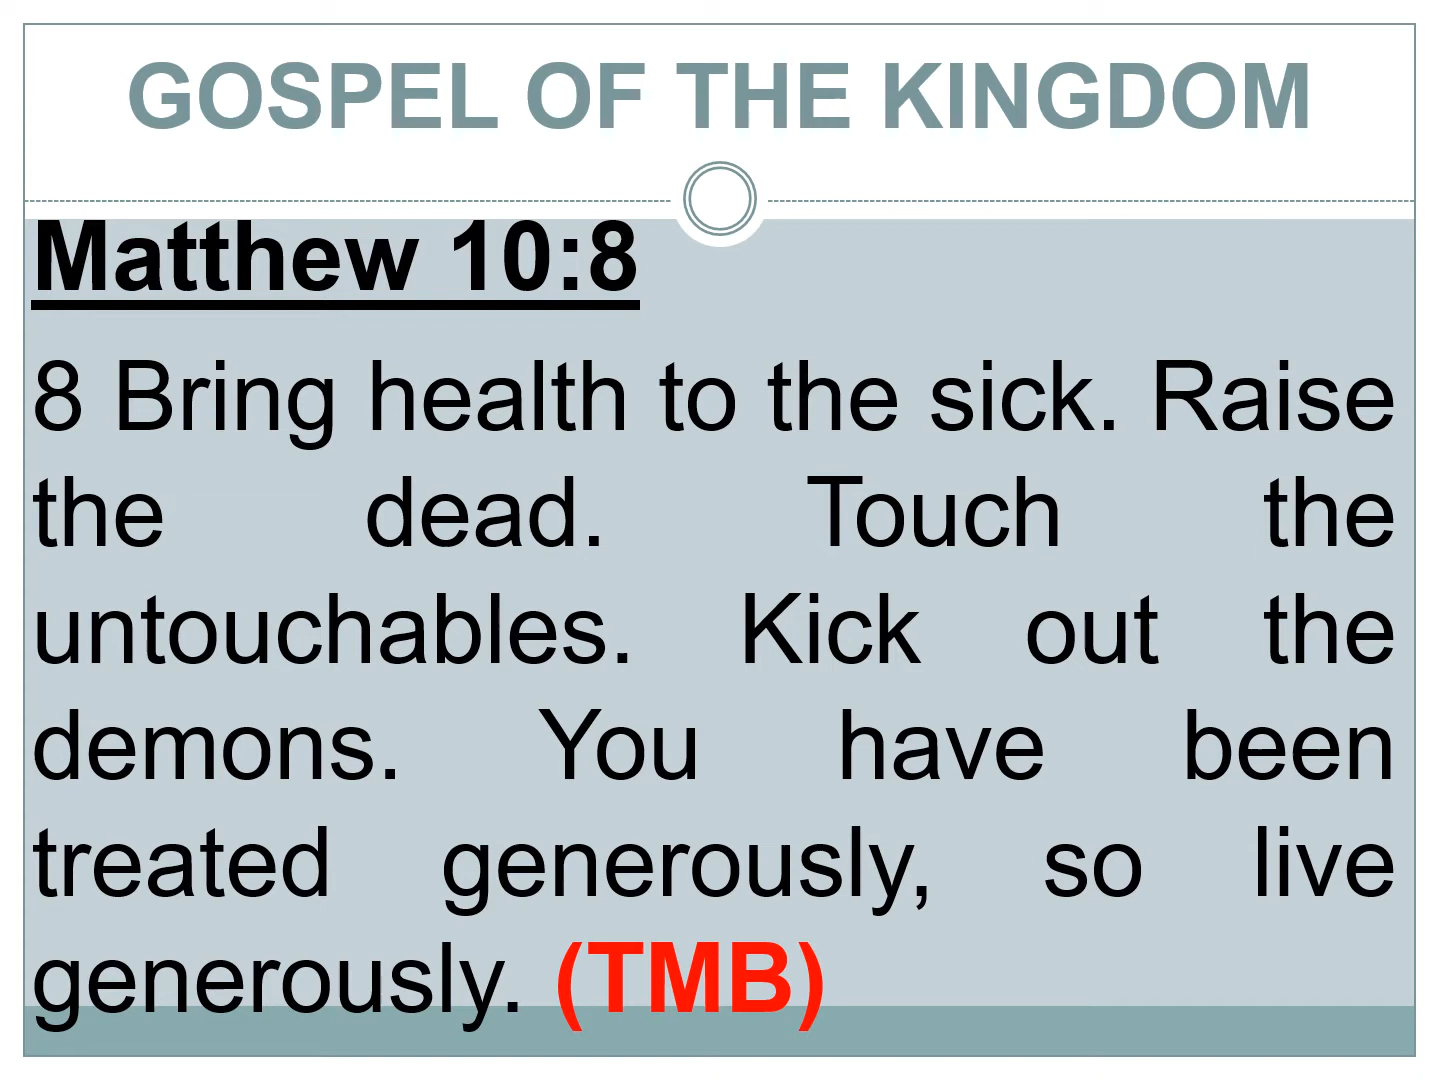 GOSPEL OF THE KINGDOM
Matthew 10:8
8 Bring health to the sick. Raise
the dead. Touch the
untouchables. Kick out the
demons. You have been
treated generously, so live
generously. (TMB)